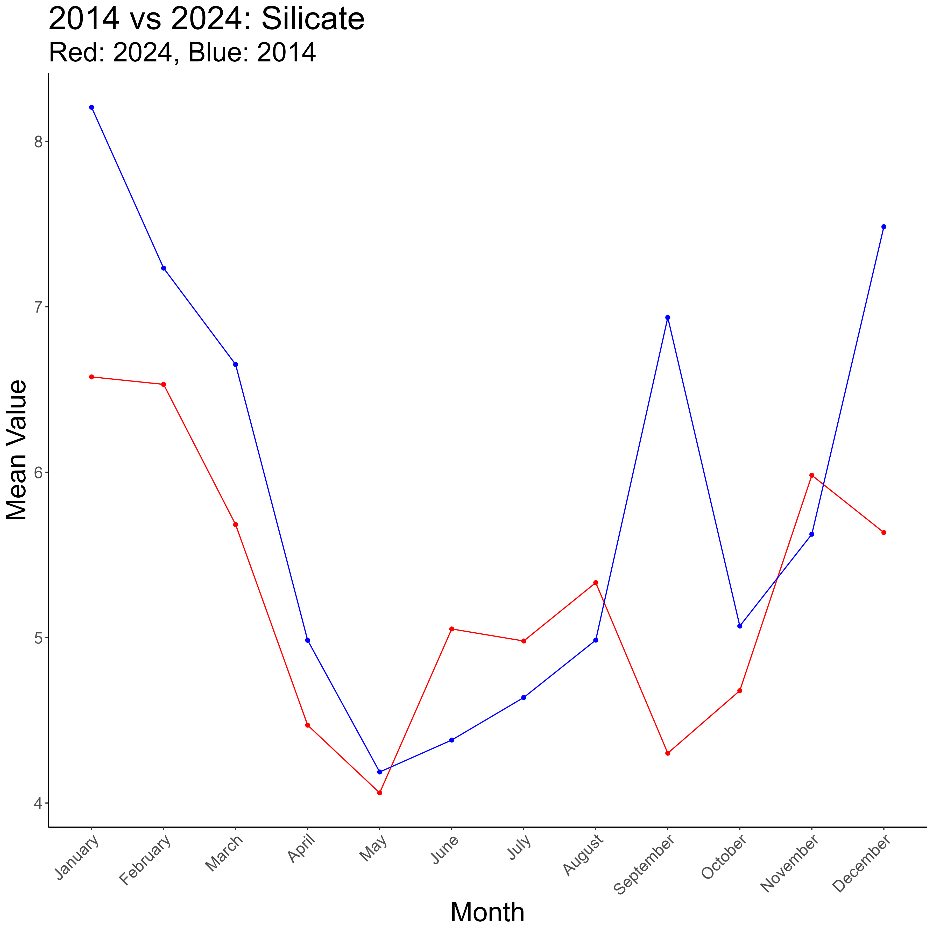 2014 vs 2024: Silicate
Red: 2024, Blue: 2014
Mean Value
8
7
6
5
4
January
February
March
April
May
June
July
August
September
October
November
December
Month